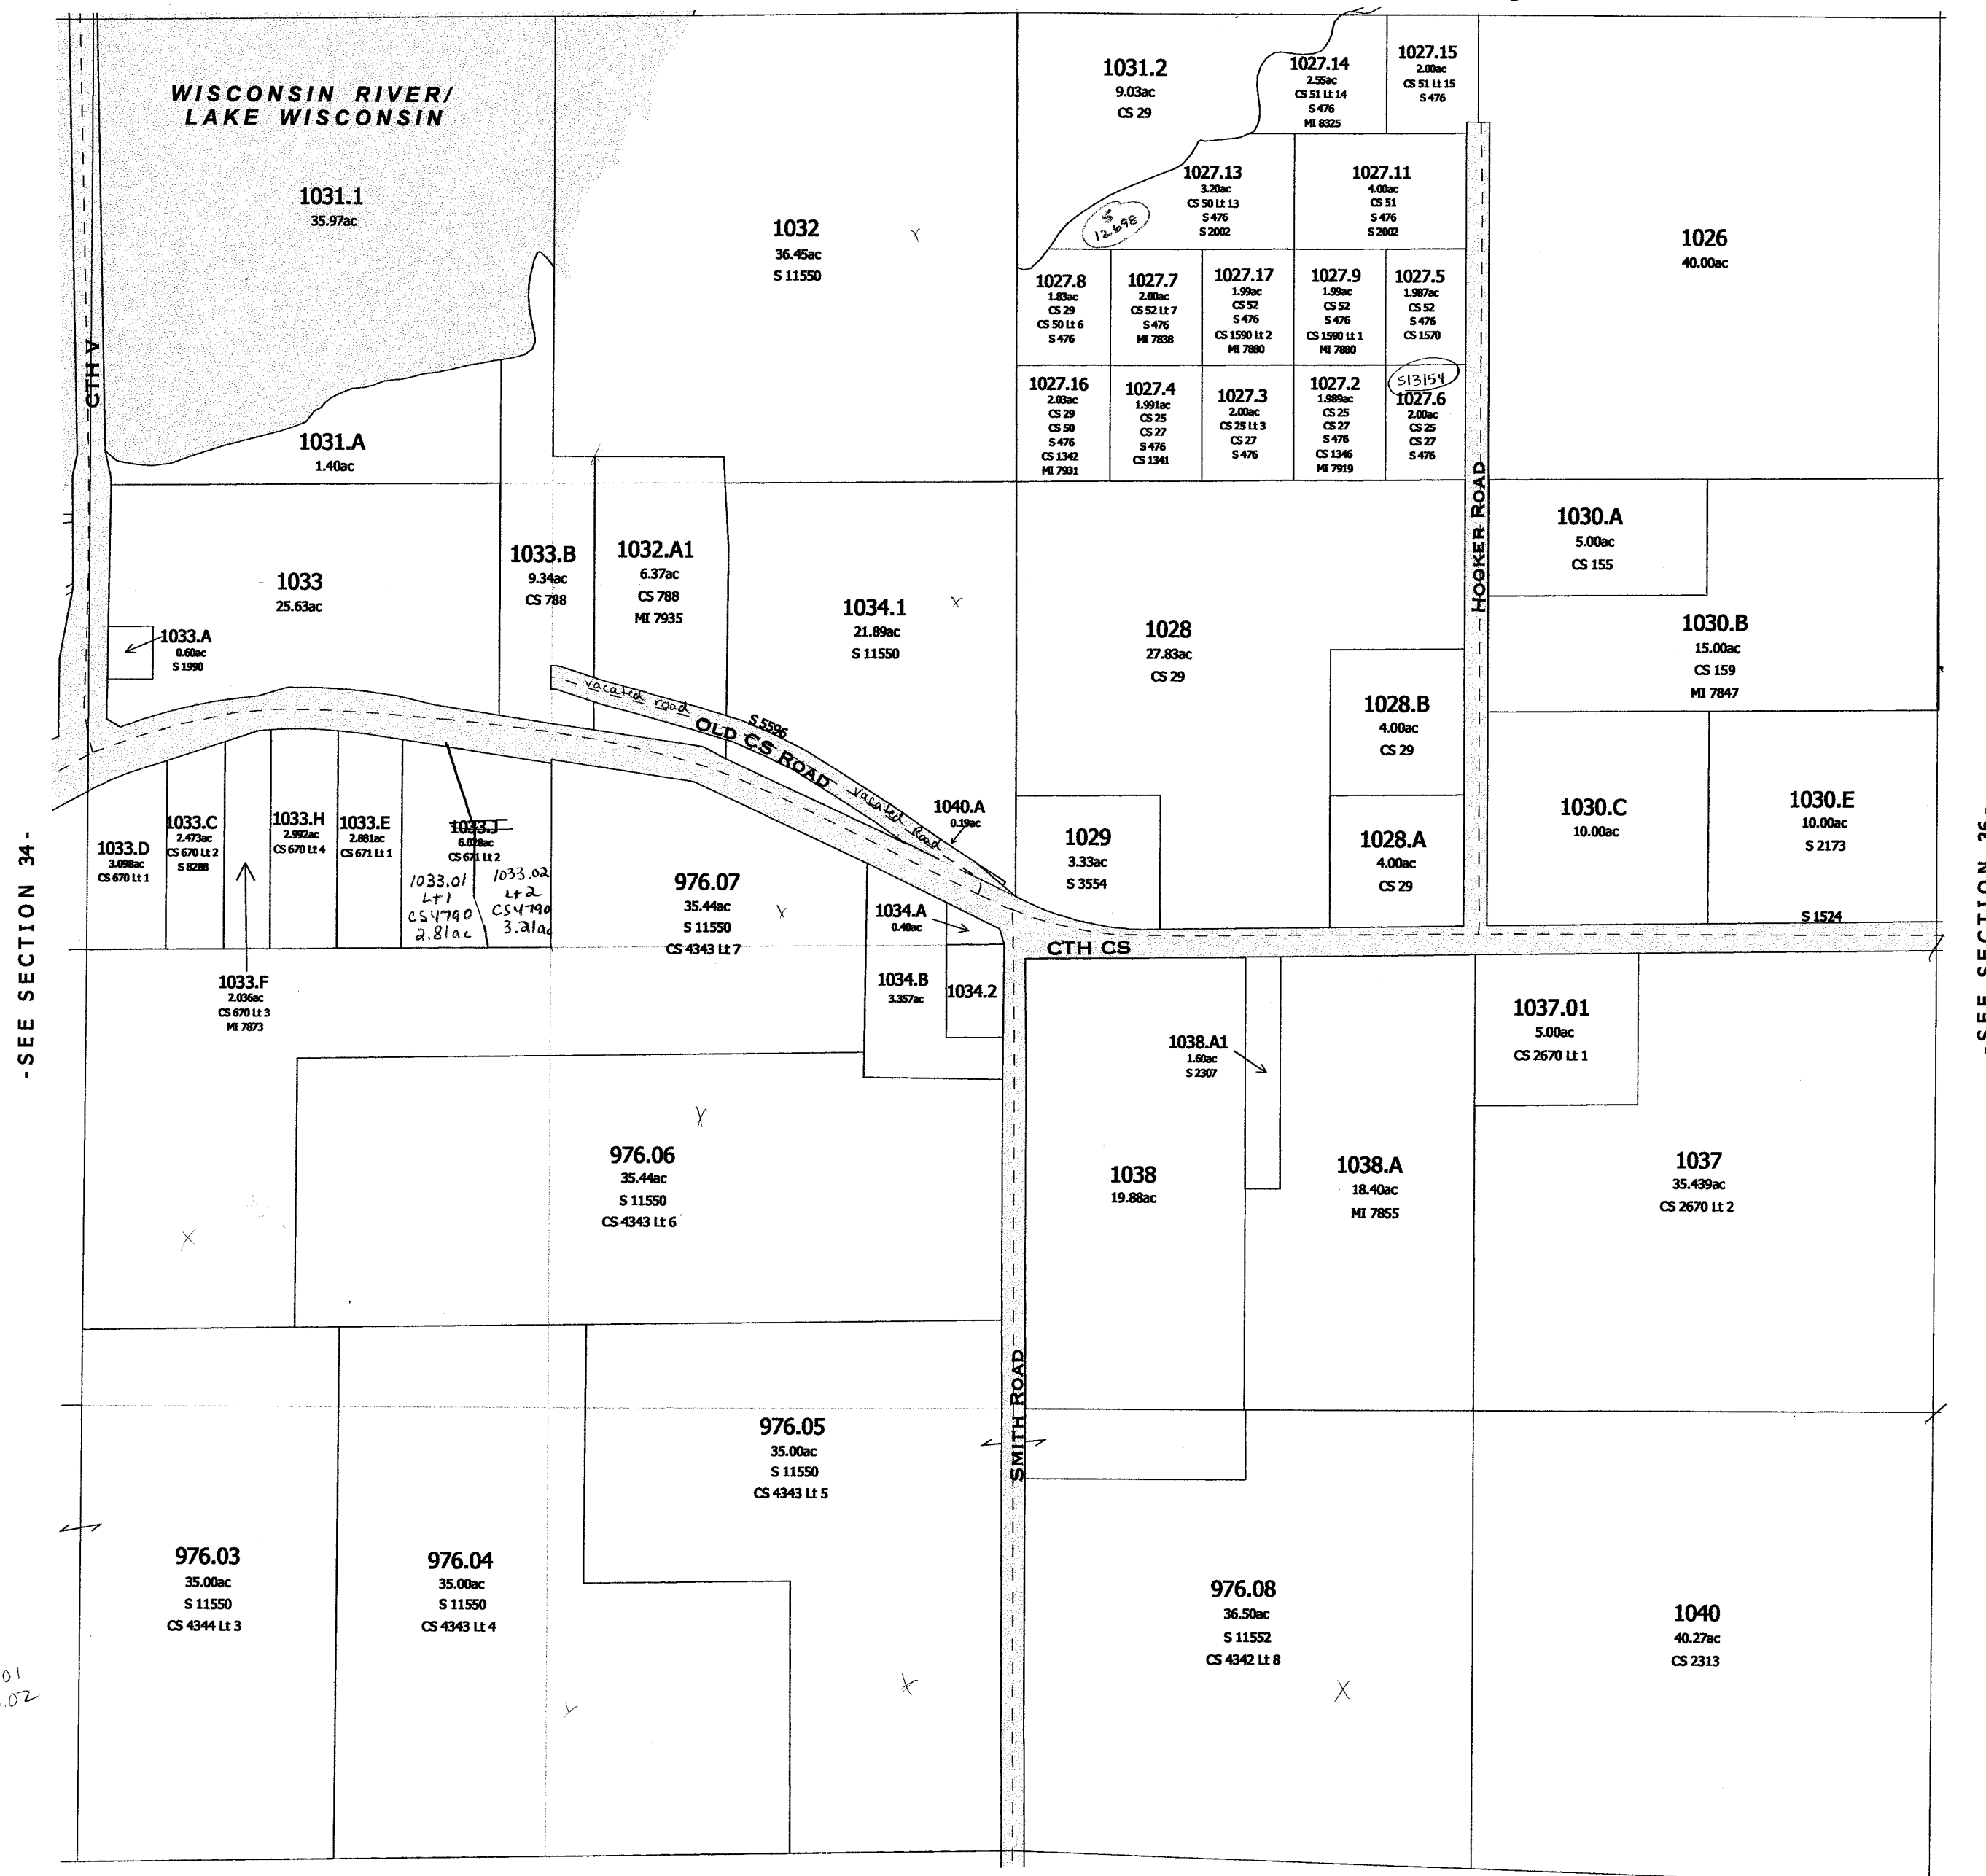 WISCONSIN RIVER/
LAKE WISCONSIN
1031.1
35.97ac
CTH V
1031.A
1.40ac
1032
36.45ac
S 11550
1031.2
9.03ac
CS 29
1027.14
2.55ac
CS 51 Lt 14
S 476
MI 8325
1027.15
2.00ac
CS 51 Lt 15
S 476
1027.13
3.20ac
CS 50 Lt 13
S 476
S 2002
S
12698
1027.11
4.00ac
CS 51
S 476
S 2002
1026
40.00ac
1027.8
1.83ac
CS 29
CS 50 Lt 6
S 476
1027.7
2.00ac
CS 52 Lt 7
S 476
MI 7838
1027.17
1.99ac
CS 52
S 476
CS 1590 Lt 2
MI 7880
1027.9
1.99ac
CS 52
S 476
CS 1590 Lt 1
MI 7880
1027.5
1.987ac
CS 52
S 476
CS 1570
1027.16
2.03ac
CS 29
CS 50
S 476
CS 1342
MI 7931
1027.4
1.991ac
CS 25
CS 27
S 476
CS 1341
1027.3
2.00ac
CS 25 Lt 3
CS 27
S 476
1027.2
1.989ac
CS 25
CS 27
S 476
CS 1346
MI 7919
S13154
1027.6
2.00ac
CS 25
CS 27
S 476
HOOKER ROAD
1033
25.63ac
1033.A
0.60ac
S 1990
1033.B
9.34ac
CS 788
1032.A1
6.37ac
CS 788
MI 7935
1034.1
21.89ac
S 11550
1028
27.83ac
CS 29
1028.B
4.00ac
CS 29
1030.A
5.00ac
CS 155
1030.B
15.00ac
CS 159
MI 7847
vacated road
OLD CS ROAD
S 5596
vacated Road
1040.A
0.19ac
1029
3.33ac
S 3554
1028.A
4.00ac
CS 29
1030.C
10.00ac
1030.E
10.00ac
S 2173
S 1524
-SEE SECTION 34-
-SEE SECTION 36-
1033.D
3.098ac
CS 670 Lt 1
1033.C
2.473ac
CS 670 Lt 2
S 8288
1033.H
2.992ac
CS 670 Lt 4
1033.E
2.881ac
CS 671 Lt 1
1033.J
6.028ac
CS 671 Lt 2
1033.01
Lt 1
CS4790
2.81ac
1033.02
Lt 2
CS4790
3.21ac
1033.F
2.036ac
CS 670 Lt 3
MI 7873
976.07
35.44ac
S 11550
CS 4343 Lt 7
1034.A
0.40ac
1034.B
3.357ac
1034.2
CTH CS
1038.A1
1.60ac
S 2307
1037.01
5.00ac
CS 2670 Lt 1
976.06
35.44ac
S 11550
CS 4343 Lt 6
1038
19.88ac
1038.A
18.40ac
MI 7855
1037
35.439ac
CS 2670 Lt 2
SMITH ROAD
976.05
35.00ac
S 11550
CS 4343 Lt 5
976.03
35.00ac
S 11550
CS 4344 Lt 3
976.04
35.00ac
S 11550
CS 4343 Lt 4
976.08
36.50ac
S 11552
CS 4342 Lt 8
1040
40.27ac
CS 2313
01
.02